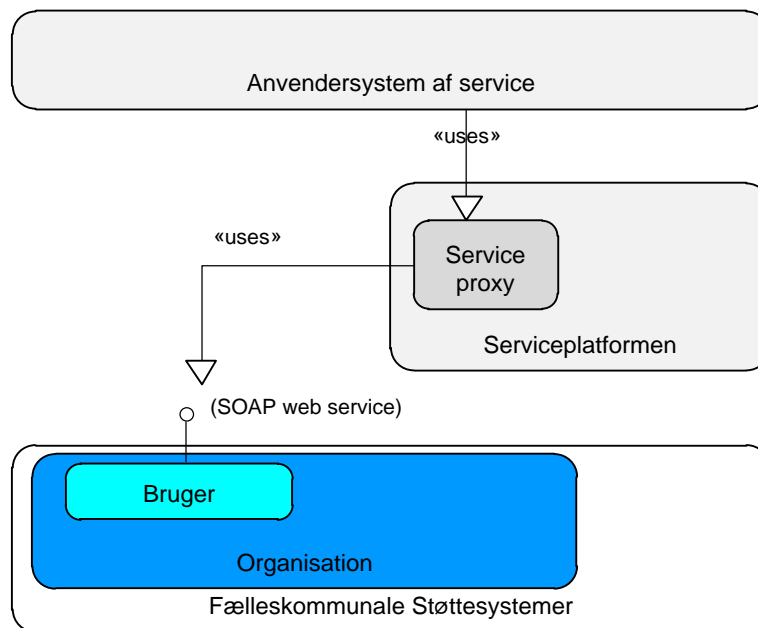 Anvendersystem af service
«uses»
Service
proxy
«uses»
Serviceplatformen
(SOAP web service)
Bruger
Organisation
Fælleskommunale Støttesystemer